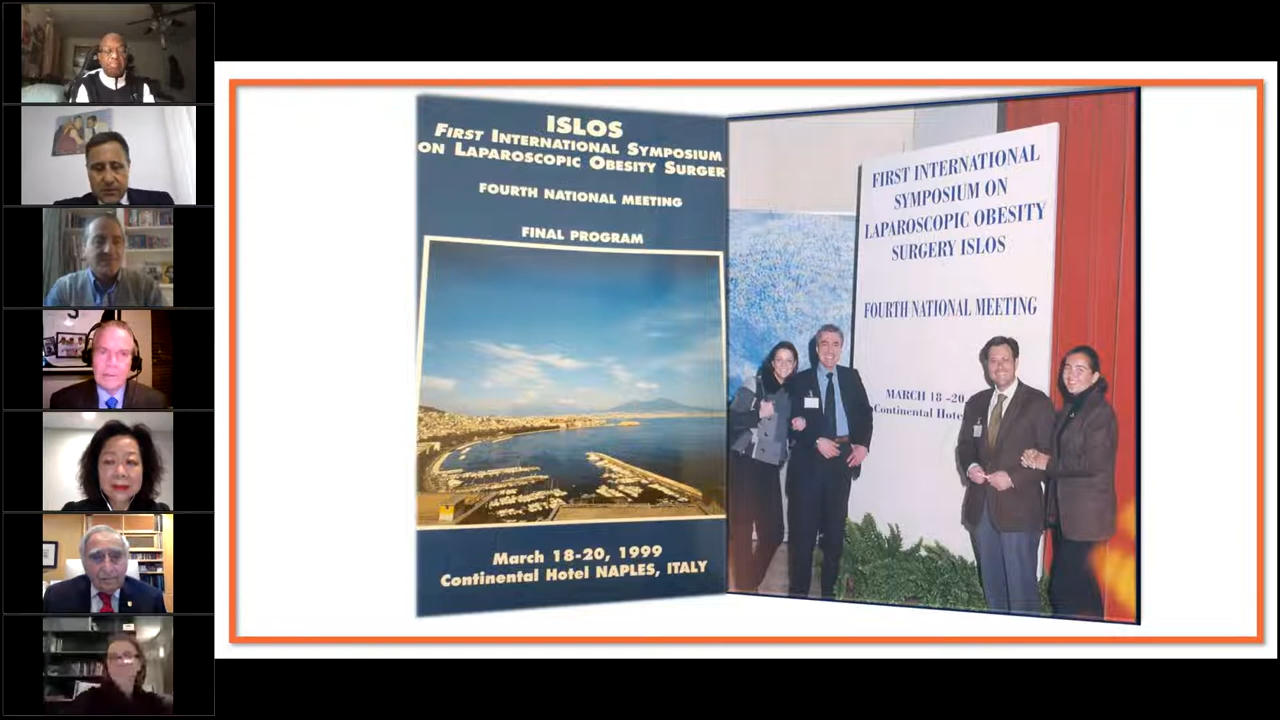 ISLOS
FIRST INTERNATIONAL SYMPOSIUM
ON LAPAROSCOPIC OBESITY SURGER
FOURTH NATIONAL MEETING
FINAL PROGRAM
March 18-20, 1999
Continental Hotel NAPLES, ITALY
FIRST INTERNATIONAL
SYMPOSIUM ON
LAPAROSCOPIC OBESITY
SURGERY ISLOS
FOURTH NATIONAL MEETING
MARCH 18 -20
Continental Hote